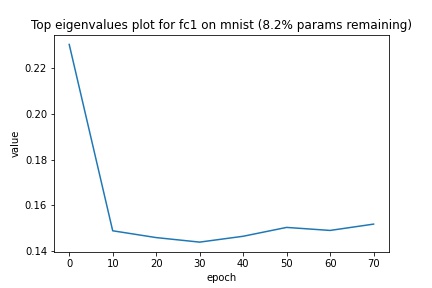 Top eigenvalues plot for fc1 on mnist (8.2% params remaining)
0.22
0.20
0.18
0.16
0.14
value
0 10 20 30 40 50 60 70
epoch